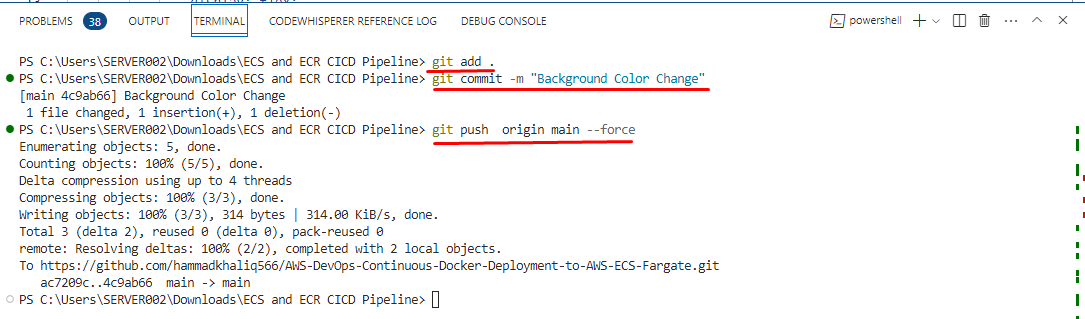 PROBLEMS 38 OUTPUT TERMINAL CODEWHISPERER REFERENCE LOG DEBUG CONSOLE powershell
PS C:\Users\SERVER002\Downloads\ECS and ECR CICD Pipeline> git add .
PS C:\Users\SERVER002\Downloads\ECS and ECR CICD Pipeline> git commit -m "Background Color Change"
[main 4c9ab66] Background Color Change
1 file changed, 1 insertion(+), 1 deletion(-)
PS C:\Users\SERVER002\Downloads\ECS and ECR CICD Pipeline> git push  origin main --force
Enumerating objects: 5, done.
Counting objects: 100% (5/5), done.
Delta compression using up to 4 threads
Compressing objects: 100% (3/3), done.
Writing objects: 100% (3/3), 314 bytes | 314.00 KiB/s, done.
Total 3 (delta 2), reused 0 (delta 0), pack-reused 0
remote: Resolving deltas: 100% (2/2), completed with 2 local objects.
To https://github.com/hammadkhaliq566/AWS-DevOps-Continuous-Docker-Deployment-to-AWS-ECS-Fargate.git
ac7209c..4c9ab66  main -> main
PS C:\Users\SERVER002\Downloads\ECS and ECR CICD Pipeline>